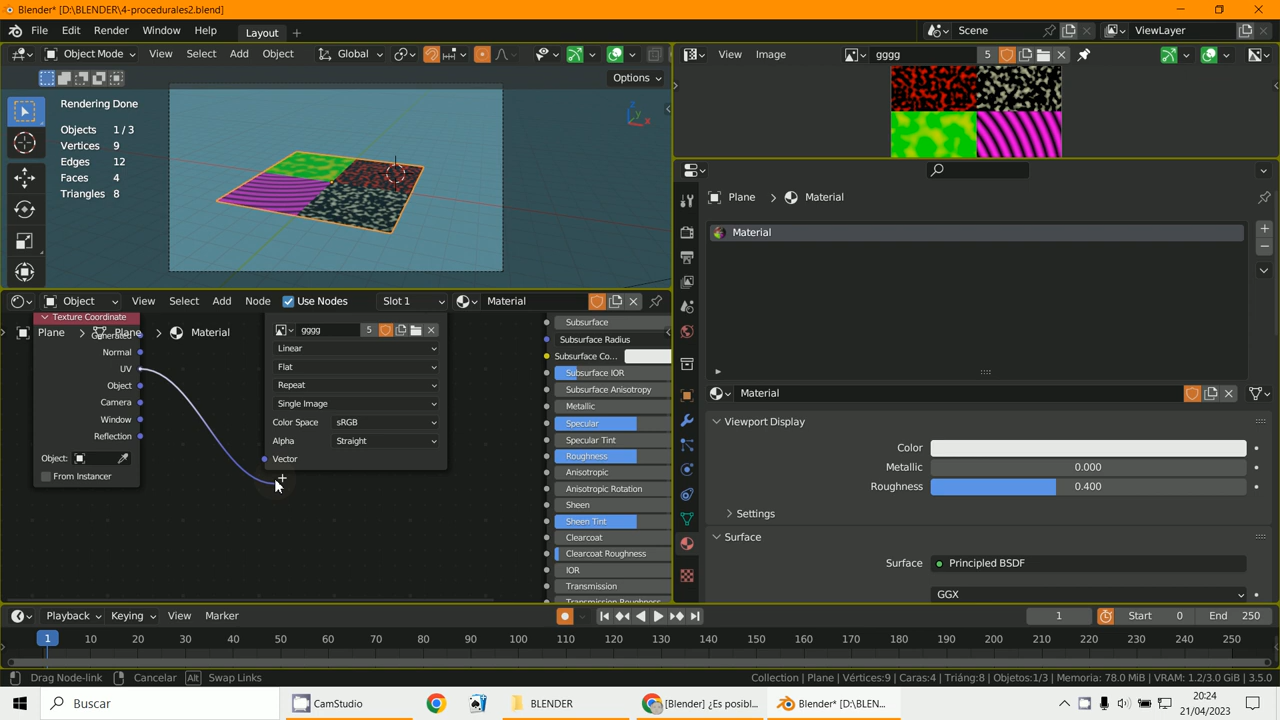 Blender* [D:\BLENDER\4-procedurales2.blend]
File Edit Render Window Help Layout + Scene ViewLayer
Object Mode View Select Add Object Global
View Image gggg 5
Options
Rendering Done
Objects 1/3
Vertices 9
Edges 12
Faces 4
Triangles 8
Z Y X
Plane > Material
Material
Object View Select Add Node Use Nodes Slot 1 Material
Texture Coordinate
Plane > Plane > Material
Generated
Normal
UV
Object
Camera
Window
Reflection
Object:
From Instancer
gggg 5
Linear
Flat
Repeat
Single Image
Color Space sRGB
Alpha Straight
Vector
Subsurface
Subsurface Radius
Subsurface Co...
Subsurface IOR
Subsurface Anisotropy
Metallic
Specular
Specular Tint
Roughness
Anisotropic
Anisotropic Rotation
Sheen
Sheen Tint
Clearcoat
Clearcoat Roughness
IOR
Transmission
Transmission Roughness
Material
Viewport Display
Color
Metallic 0.000
Roughness 0.400
Settings
Surface
Surface Principled BSDF
GGX
Playback Keying View Marker 1 Start 0 End 250
1 10 20 30 40 50 60 70 80 90 100 110 120 130 140 150 160 170 180 190 200 210 220 230 240 250
Drag Node-link Cancelar Alt Swap Links Collection | Plane | Vértices:9 | Caras:4 | Triáng:8 | Objetos:1/3 | Memoria: 78.0 MiB | VRAM: 1.2/3.0 GiB | 3.5.0
Buscar CamStudio BLENDER [Blender] ¿Es posibl... Blender* [D:\BLEN... 20:24
21/04/2023